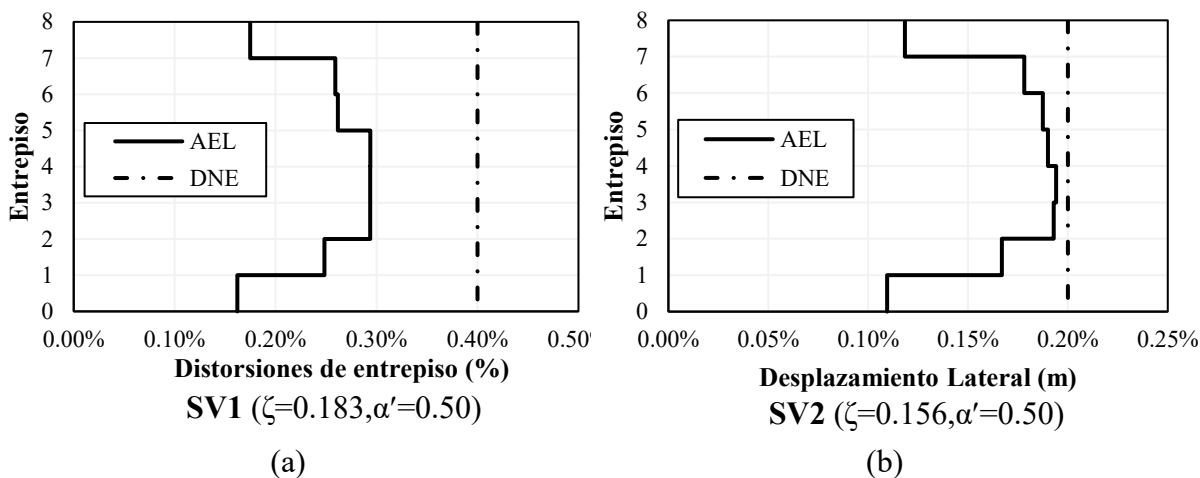 8
7
6
5
4
3
2
1
0
Entrepiso
AEL
DNE
0.00% 0.10% 0.20% 0.30% 0.40% 0.50%
Distorsiones de entrepiso (%)
SV1 (ζ=0.183,α′=0.50)
(a)
8
7
6
5
4
3
2
1
0
Entrepiso
AEL
DNE
0.00% 0.05% 0.10% 0.15% 0.20% 0.25%
Desplazamiento Lateral (m)
SV2 (ζ=0.156,α′=0.50)
(b)